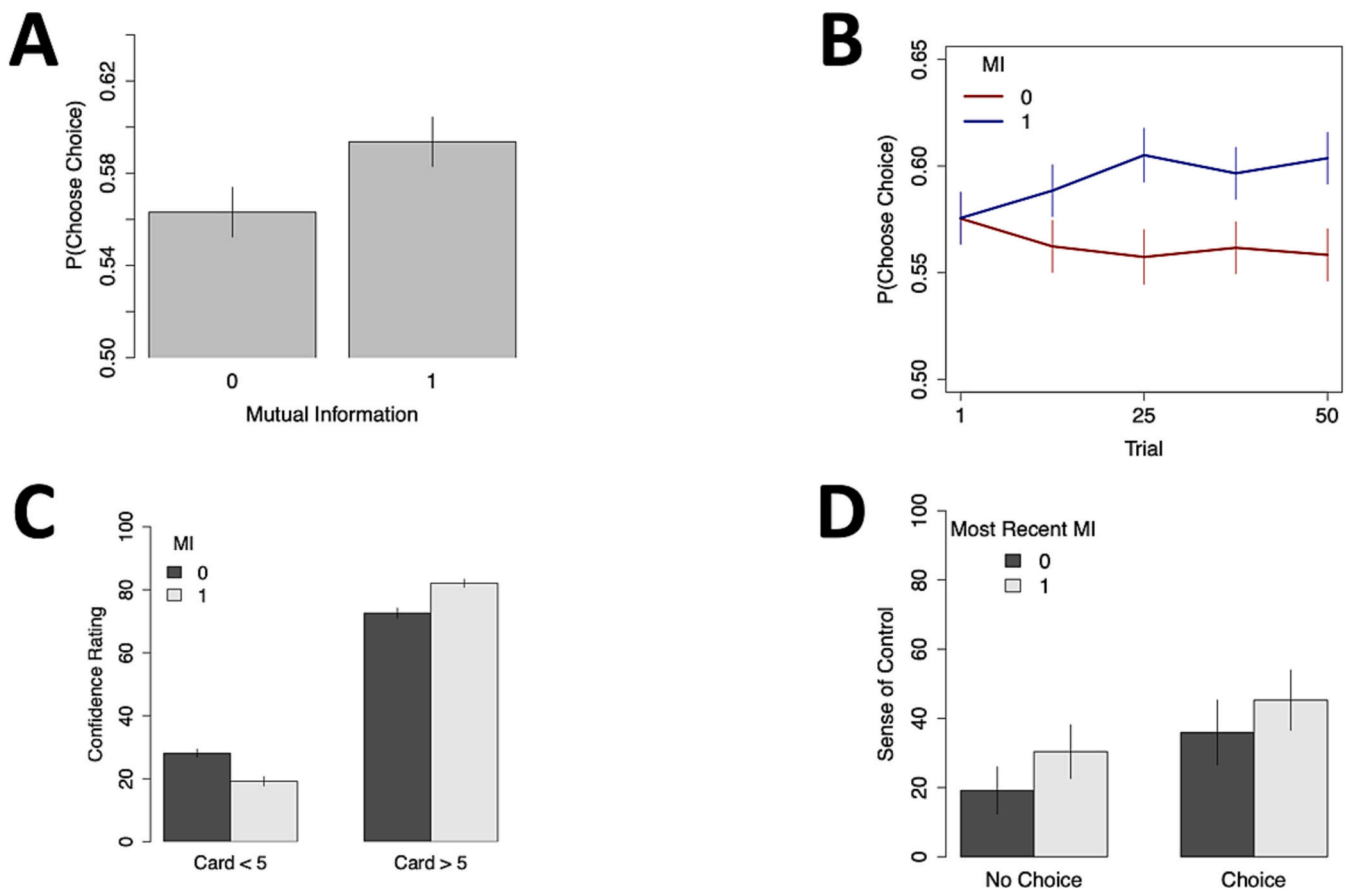 A
P(Choose Choice)
0.62
0.58
0.54
0.50
0
1
Mutual Information
B
P(Choose Choice)
0.65
0.60
0.55
0.50
MI
0
1
1
25
50
Trial
C
Confidence Rating
100
80
60
40
20
0
MI
0
1
Card < 5
Card > 5
D
Sense of Control
100
80
60
40
20
0
Most Recent MI
0
1
No Choice
Choice